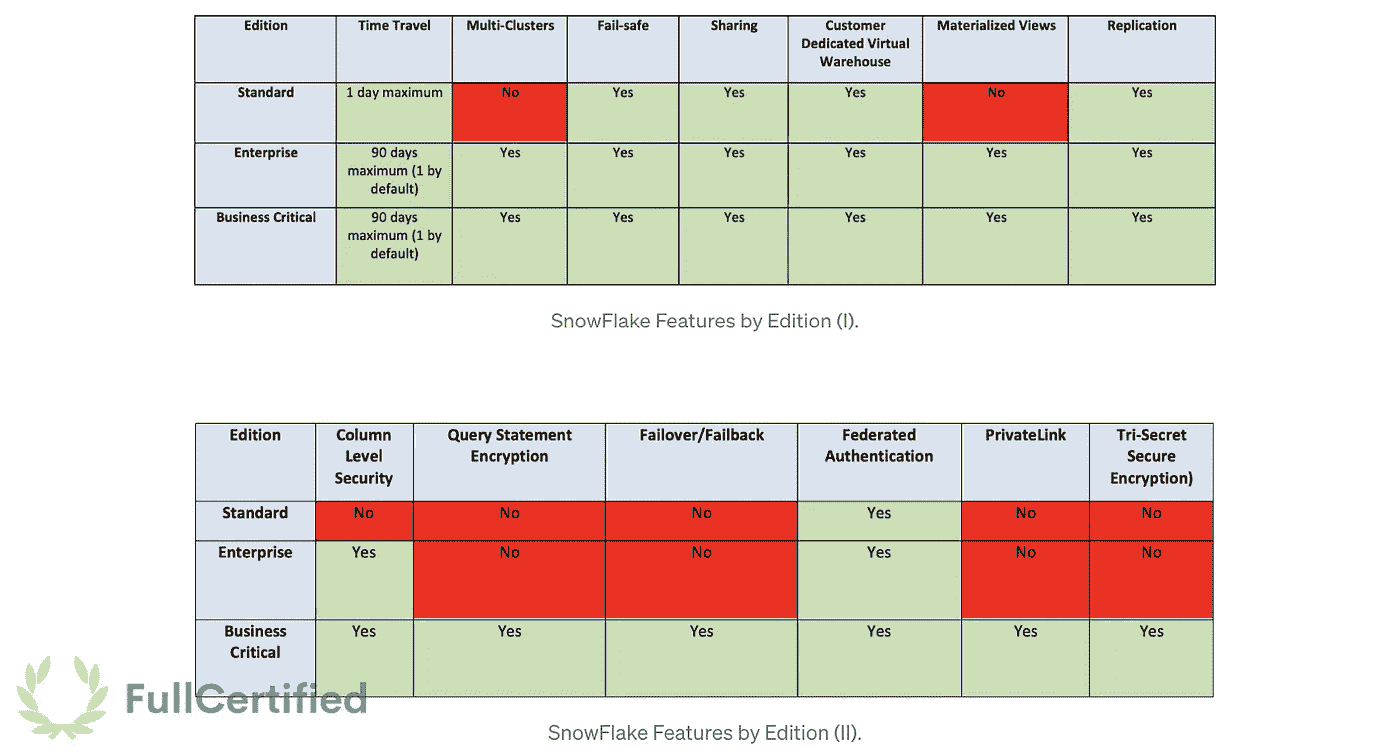 Edition Time Travel Multi-Clusters Fail-safe Sharing Customer Dedicated Virtual Warehouse Materialized Views Replication
Standard 1 day maximum No Yes Yes Yes No Yes
Enterprise 90 days maximum (1 by default) Yes Yes Yes Yes Yes Yes
Business Critical 90 days maximum (1 by default) Yes Yes Yes Yes Yes Yes
SnowFlake Features by Edition (I).
Edition Column Level Security Query Statement Encryption Failover/Failback Federated Authentication PrivateLink Tri-Secret Secure Encryption)
Standard No No No Yes No No
Enterprise Yes No No Yes No No
Business Critical Yes Yes Yes Yes Yes Yes
FullCertified
SnowFlake Features by Edition (II).